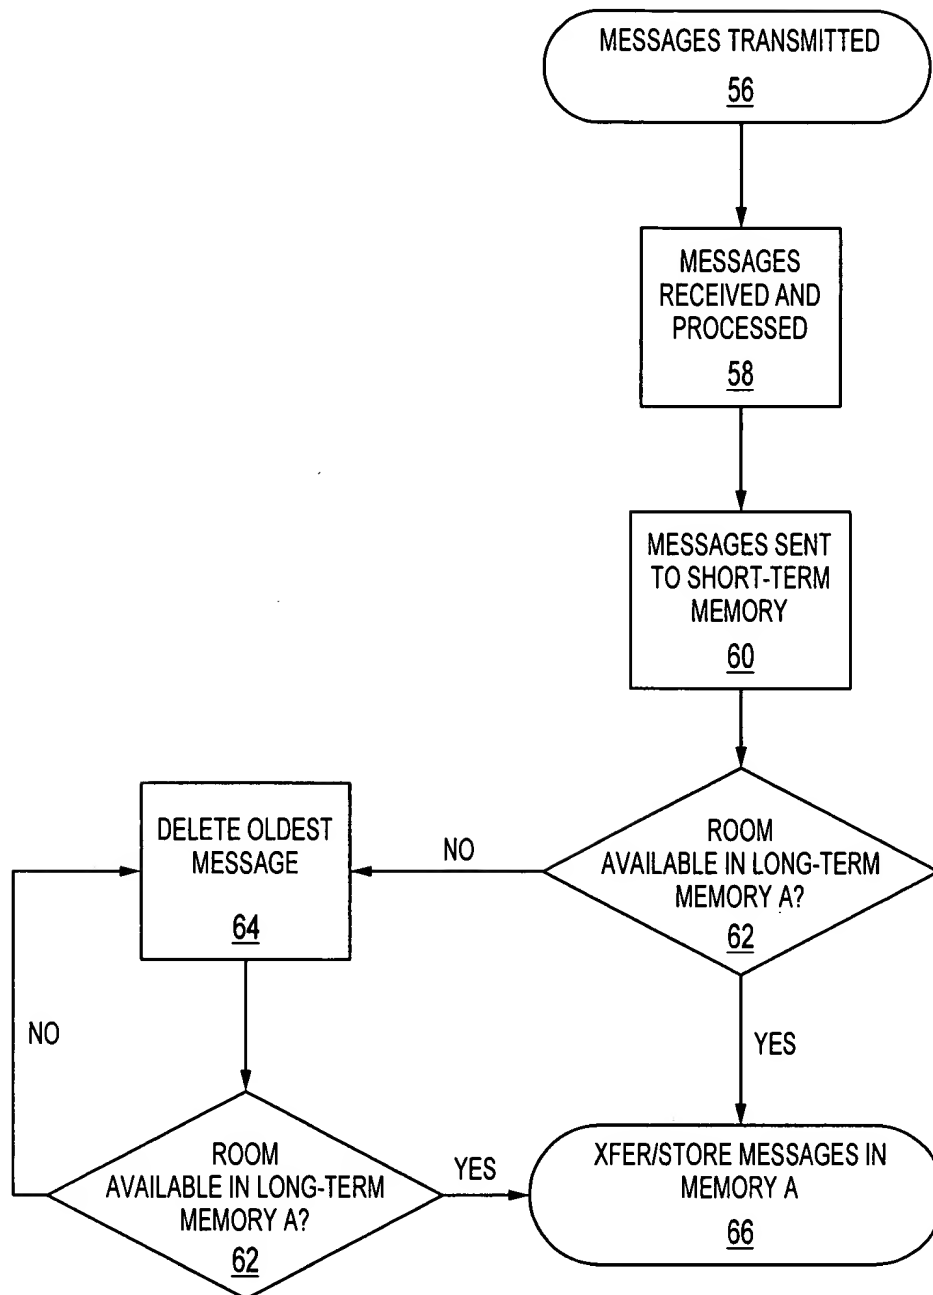 MESSAGES TRANSMITTED
56
MESSAGES
RECEIVED AND
PROCESSED
58
MESSAGES SENT
TO SHORT-TERM
MEMORY
60
ROOM
AVAILABLE IN LONG-TERM
MEMORY A?
62
NO
YES
DELETE OLDEST
MESSAGE
64
NO
ROOM
AVAILABLE IN LONG-TERM
MEMORY A?
62
YES
XFER/STORE MESSAGES IN
MEMORY A
66